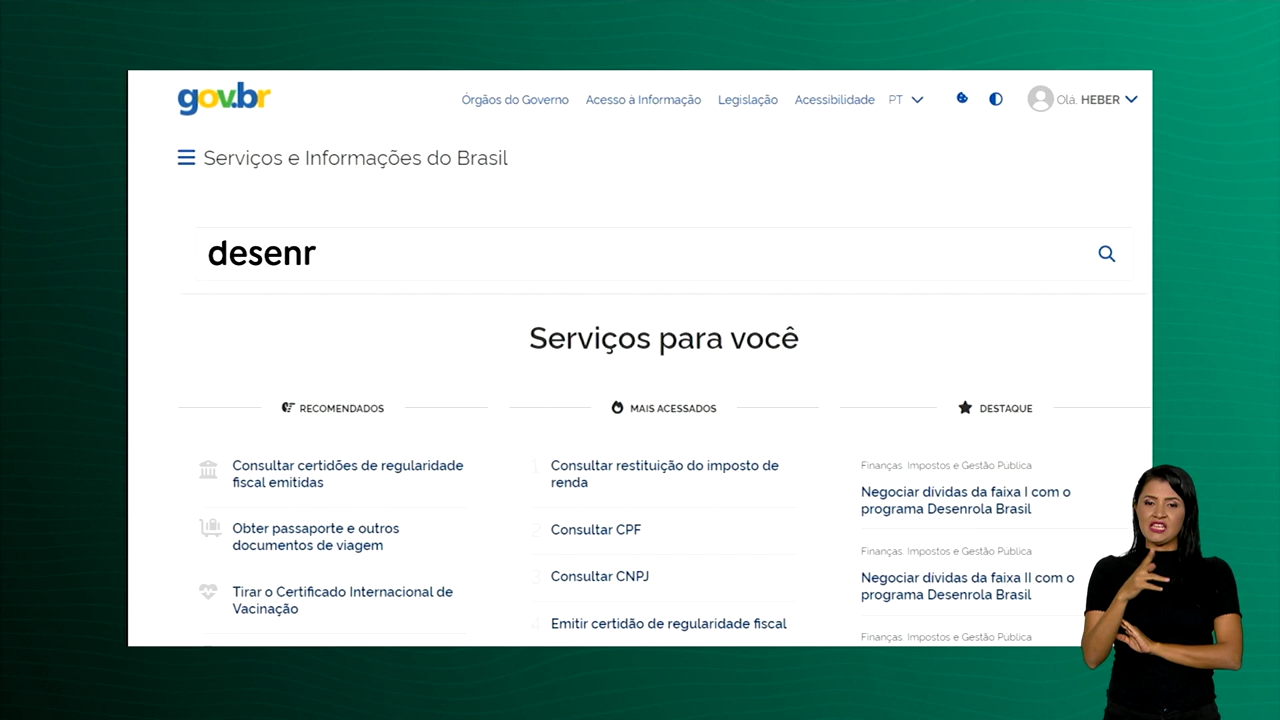 gov.br
Órgãos do Governo Acesso à Informação Legislação Acessibilidade PT Olá, HEBER
Serviços e Informações do Brasil
desenr
Serviços para você
RECOMENDADOS
Consultar certidões de regularidade
fiscal emitidas
Obter passaporte e outros
documentos de viagem
Tirar o Certificado Internacional de
Vacinação
MAIS ACESSADOS
1 Consultar restituição do imposto de
renda
2 Consultar CPF
3 Consultar CNPJ
4 Emitir certidão de regularidade fiscal
DESTAQUE
Finanças, Impostos e Gestão Publica
Negociar dívidas da faixa I com o
programa Desenrola Brasil
Finanças, Impostos e Gestão Publica
Negociar dívidas da faixa II com o
programa Desenrola Brasil
Finanças, Impostos e Gestão Publica